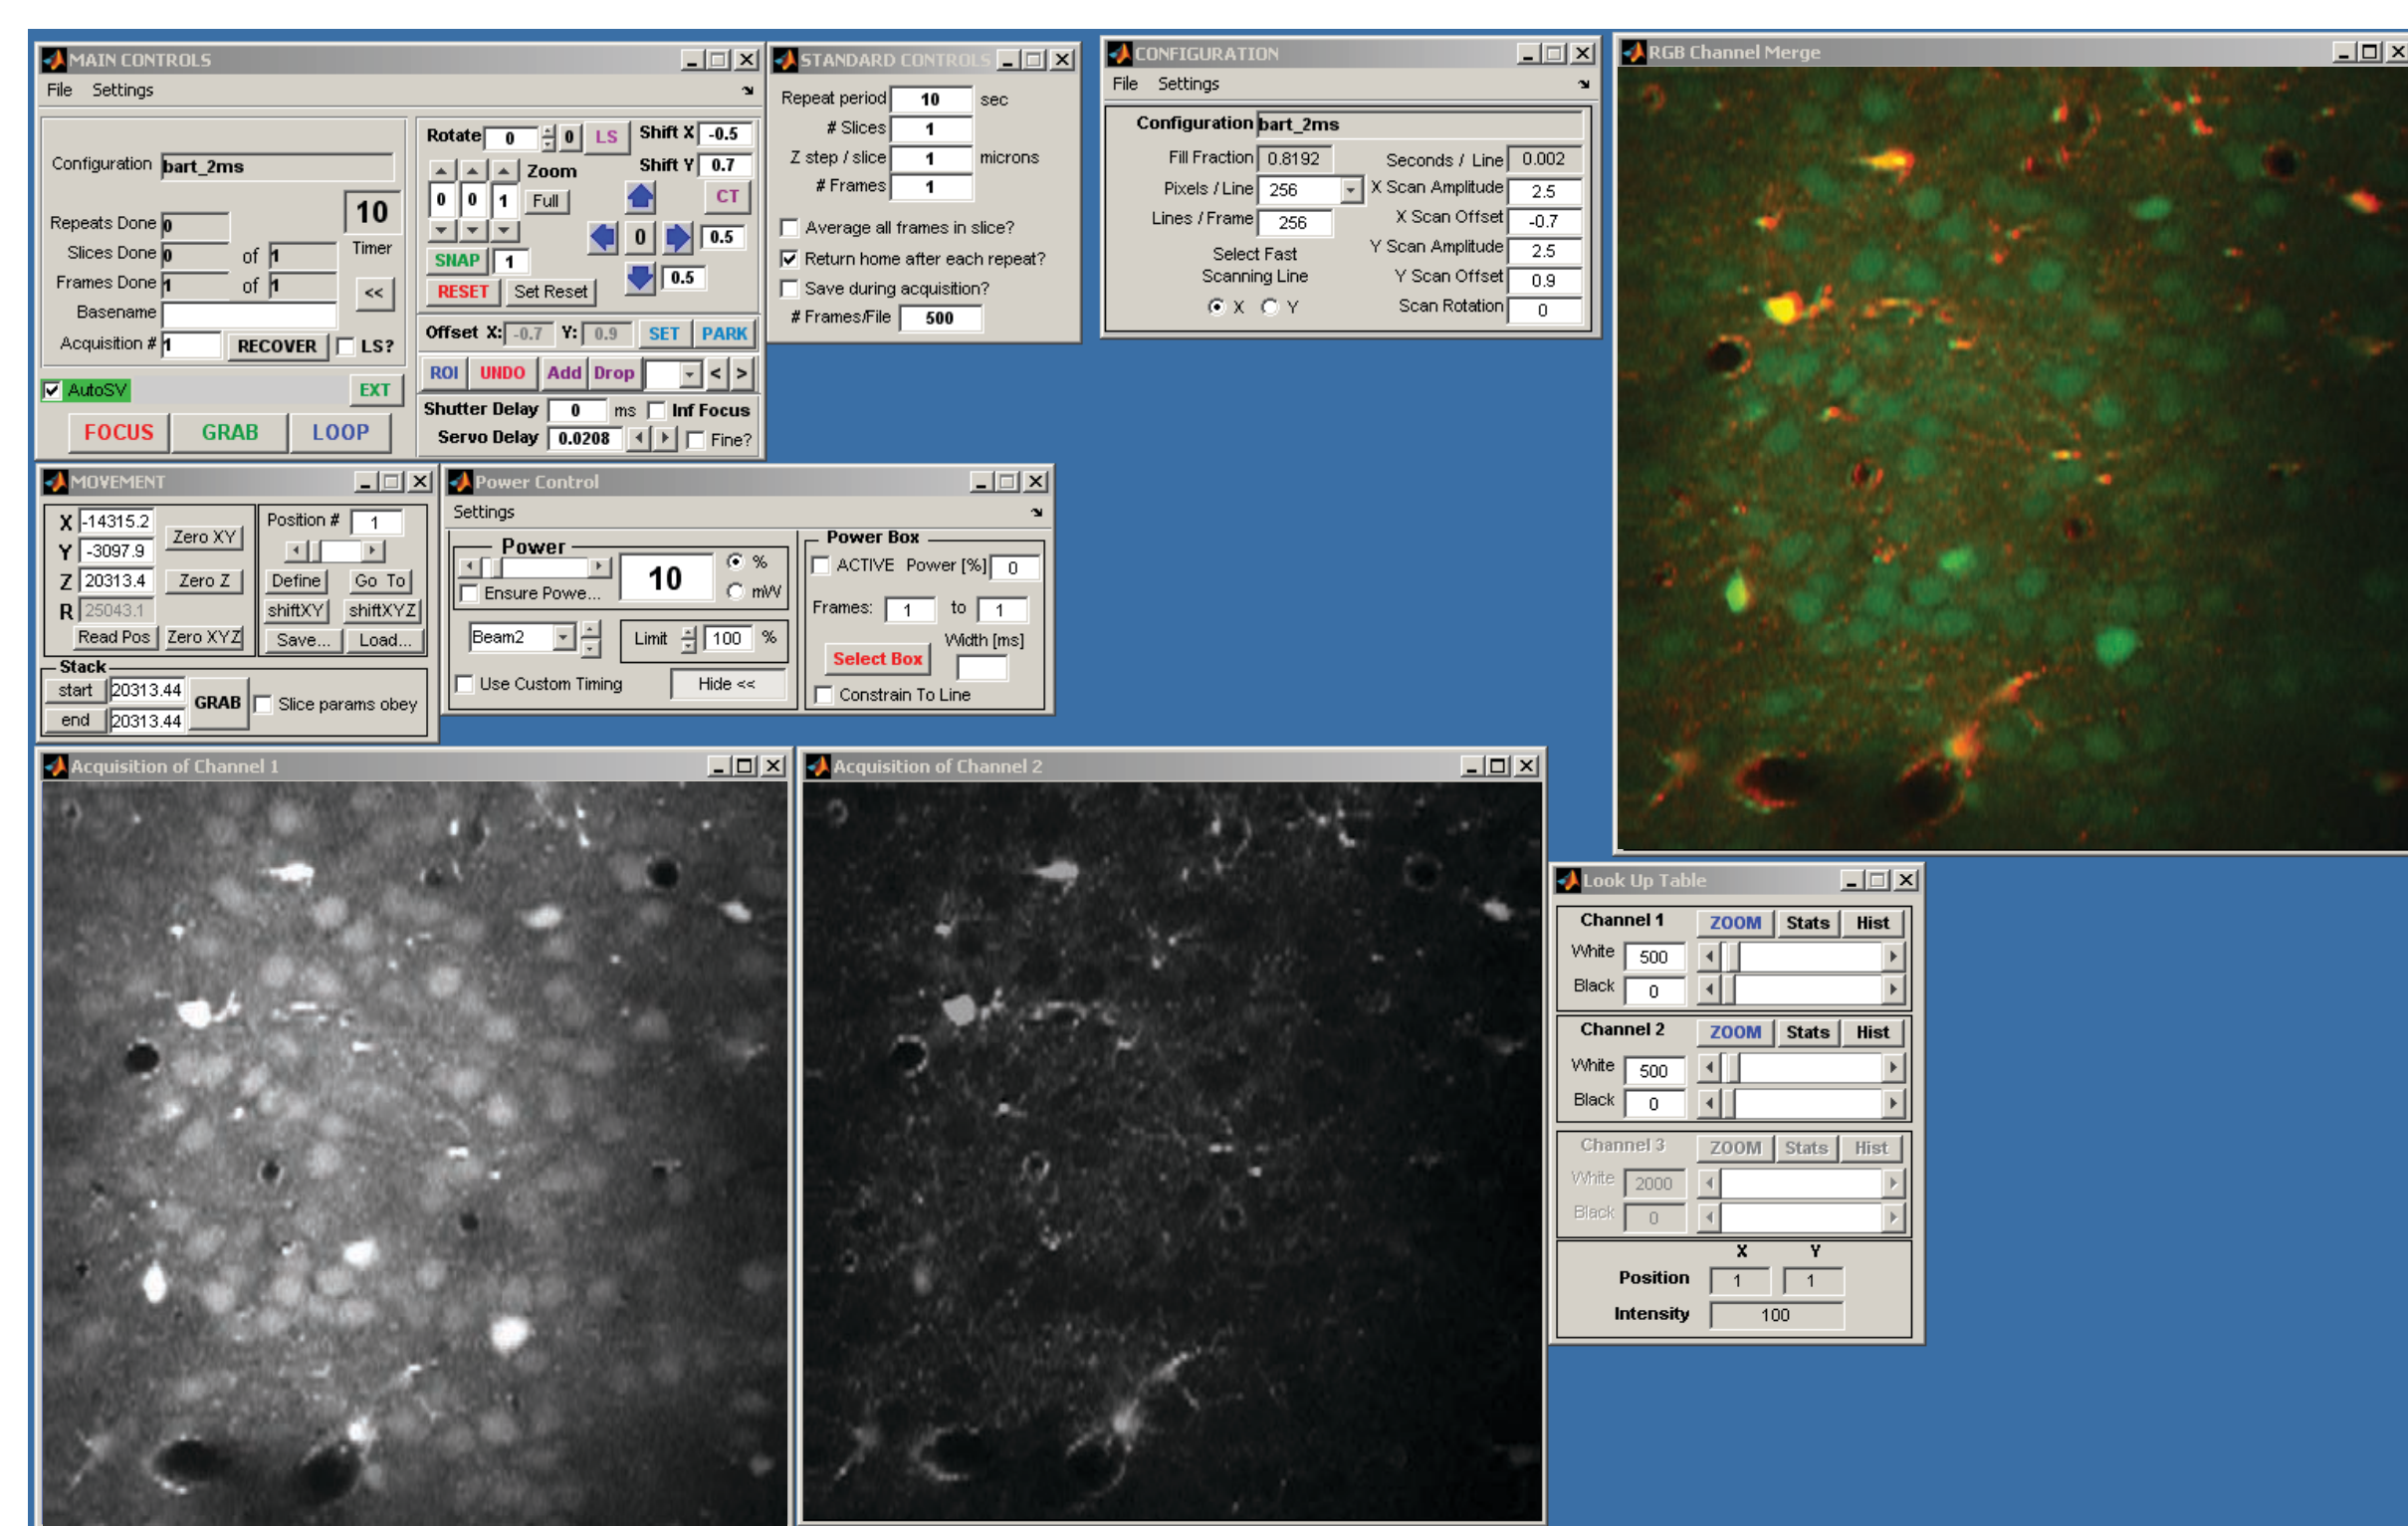 MAIN CONTROLS
File Settings
Configuration bart_2ms
10
Timer
Repeats Done 0
Slices Done 0 of 1
Frames Done 1 of 1
<<
Basename
Acquisition # 1 RECOVER LS?
AutoSV EXT
FOCUS GRAB LOOP
Rotate 0 0 LS Shift X -0.5
Shift Y 0.7
Zoom
0 0 1 Full CT
0 0.5
SNAP 1
0.5
RESET Set Reset
Offset X: -0.7 Y: 0.9 SET PARK
ROI UNDO Add Drop < >
Shutter Delay 0 ms Inf Focus
Servo Delay 0.0208 Fine?
STANDARD CONTROLS
Repeat period 10 sec
# Slices 1
Z step / slice 1 microns
# Frames 1
Average all frames in slice?
Return home after each repeat?
Save during acquisition?
# Frames/File 500
CONFIGURATION
File Settings
Configuration bart_2ms
Fill Fraction 0.8192 Seconds / Line 0.002
Pixels / Line 256 X Scan Amplitude 2.5
Lines / Frame 256 X Scan Offset -0.7
Select Fast Y Scan Amplitude 2.5
Scanning Line Y Scan Offset 0.9
X Y Scan Rotation 0
RGB Channel Merge
MOVEMENT
X -14315.2 Zero XY
Y -3097.9
Z 20313.4 Zero Z
R 25043.1
Read Pos Zero XYZ
Position # 1
Define Go To
shiftXY shiftXYZ
Save... Load...
Stack
start 20313.44 GRAB Slice params obey
end 20313.44
Power Control
Settings
Power
10 % mW
Ensure Powe...
Beam2 Limit 100 %
Use Custom Timing Hide <<
Power Box
ACTIVE Power [%] 0
Frames: 1 to 1
Width [ms]
Select Box
Constrain To Line
Acquisition of Channel 1
Acquisition of Channel 2
Look Up Table
Channel 1 ZOOM Stats Hist
White 500
Black 0
Channel 2 ZOOM Stats Hist
White 500
Black 0
Channel 3 ZOOM Stats Hist
White 2000
Black 0
X Y
Position 1 1
Intensity 100